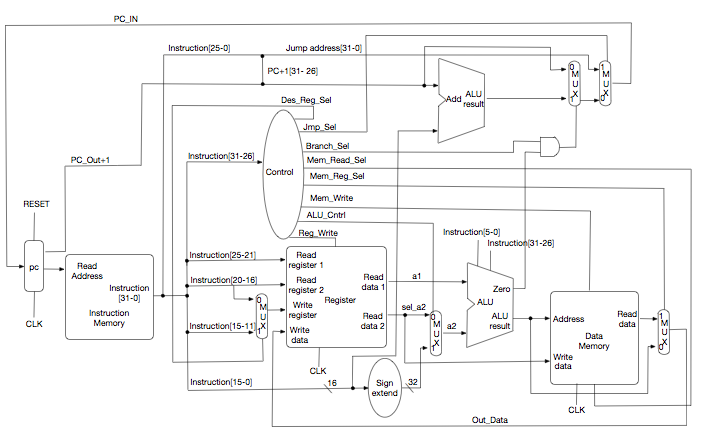 PC_IN
Instruction[25-0]
Jump address[31-0]
PC+1[31- 26]
0
M
U
X
1
1
M
U
X
0
Add
ALU
result
Des_Reg_Sel
Jmp_Sel
Branch_Sel
Mem_Read_Sel
Mem_Reg_Sel
Mem_Write
ALU_Cntrl
Reg_Write
Control
PC_Out+1
Instruction[31-26]
RESET
pc
CLK
Read
Address
Instruction
[31-0]
Instruction
Memory
Instruction[25-21]
Instruction[20-16]
Instruction[15-11]
Instruction[15-0]
0
M
U
X
1
Read
register 1
Read
register 2
Write
register
Write
data
Register
Read
data 1
Read
data 2
CLK
a1
sel_a2
0
M
U
X
1
a2
16
Sign
extend
32
Instruction[5-0]
Instruction[31-26]
Zero
ALU
ALU
result
Address
Read
data
Data
Memory
Write
data
CLK
1
M
U
X
0
Out_Data